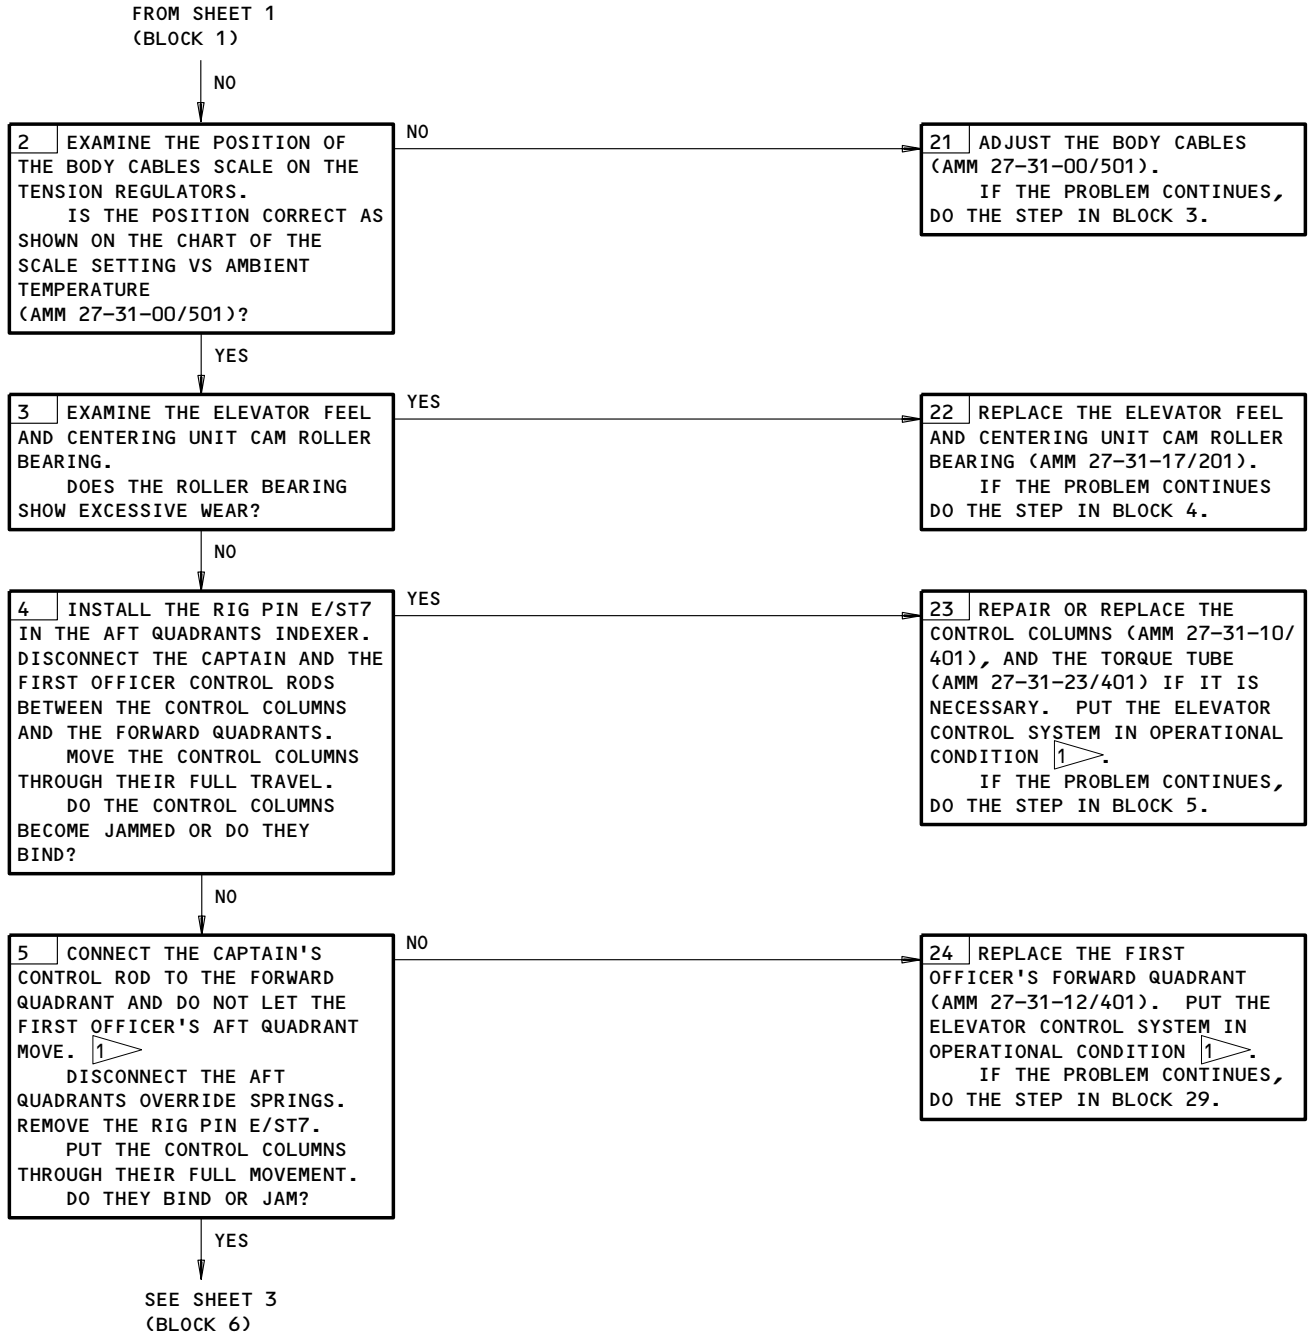 FROM SHEET 1
(BLOCK 1)
NO
2 EXAMINE THE POSITION OF
THE BODY CABLES SCALE ON THE
TENSION REGULATORS.
IS THE POSITION CORRECT AS
SHOWN ON THE CHART OF THE
SCALE SETTING VS AMBIENT
TEMPERATURE
(AMM 27-31-00/501)?
NO
21 ADJUST THE BODY CABLES
(AMM 27-31-00/501).
IF THE PROBLEM CONTINUES,
DO THE STEP IN BLOCK 3.
YES
3 EXAMINE THE ELEVATOR FEEL
AND CENTERING UNIT CAM ROLLER
BEARING.
DOES THE ROLLER BEARING
SHOW EXCESSIVE WEAR?
YES
22 REPLACE THE ELEVATOR FEEL
AND CENTERING UNIT CAM ROLLER
BEARING (AMM 27-31-17/201).
IF THE PROBLEM CONTINUES
DO THE STEP IN BLOCK 4.
NO
4 INSTALL THE RIG PIN E/ST7
IN THE AFT QUADRANTS INDEXER.
DISCONNECT THE CAPTAIN AND THE
FIRST OFFICER CONTROL RODS
BETWEEN THE CONTROL COLUMNS
AND THE FORWARD QUADRANTS.
MOVE THE CONTROL COLUMNS
THROUGH THEIR FULL TRAVEL.
DO THE CONTROL COLUMNS
BECOME JAMMED OR DO THEY
BIND?
YES
23 REPAIR OR REPLACE THE
CONTROL COLUMNS (AMM 27-31-10/
401), AND THE TORQUE TUBE
(AMM 27-31-23/401) IF IT IS
NECESSARY. PUT THE ELEVATOR
CONTROL SYSTEM IN OPERATIONAL
CONDITION 1.
IF THE PROBLEM CONTINUES,
DO THE STEP IN BLOCK 5.
NO
5 CONNECT THE CAPTAIN'S
CONTROL ROD TO THE FORWARD
QUADRANT AND DO NOT LET THE
FIRST OFFICER'S AFT QUADRANT
MOVE. 1
DISCONNECT THE AFT
QUADRANTS OVERRIDE SPRINGS.
REMOVE THE RIG PIN E/ST7.
PUT THE CONTROL COLUMNS
THROUGH THEIR FULL MOVEMENT.
DO THEY BIND OR JAM?
NO
24 REPLACE THE FIRST
OFFICER'S FORWARD QUADRANT
(AMM 27-31-12/401). PUT THE
ELEVATOR CONTROL SYSTEM IN
OPERATIONAL CONDITION 1.
IF THE PROBLEM CONTINUES,
DO THE STEP IN BLOCK 29.
YES
SEE SHEET 3
(BLOCK 6)